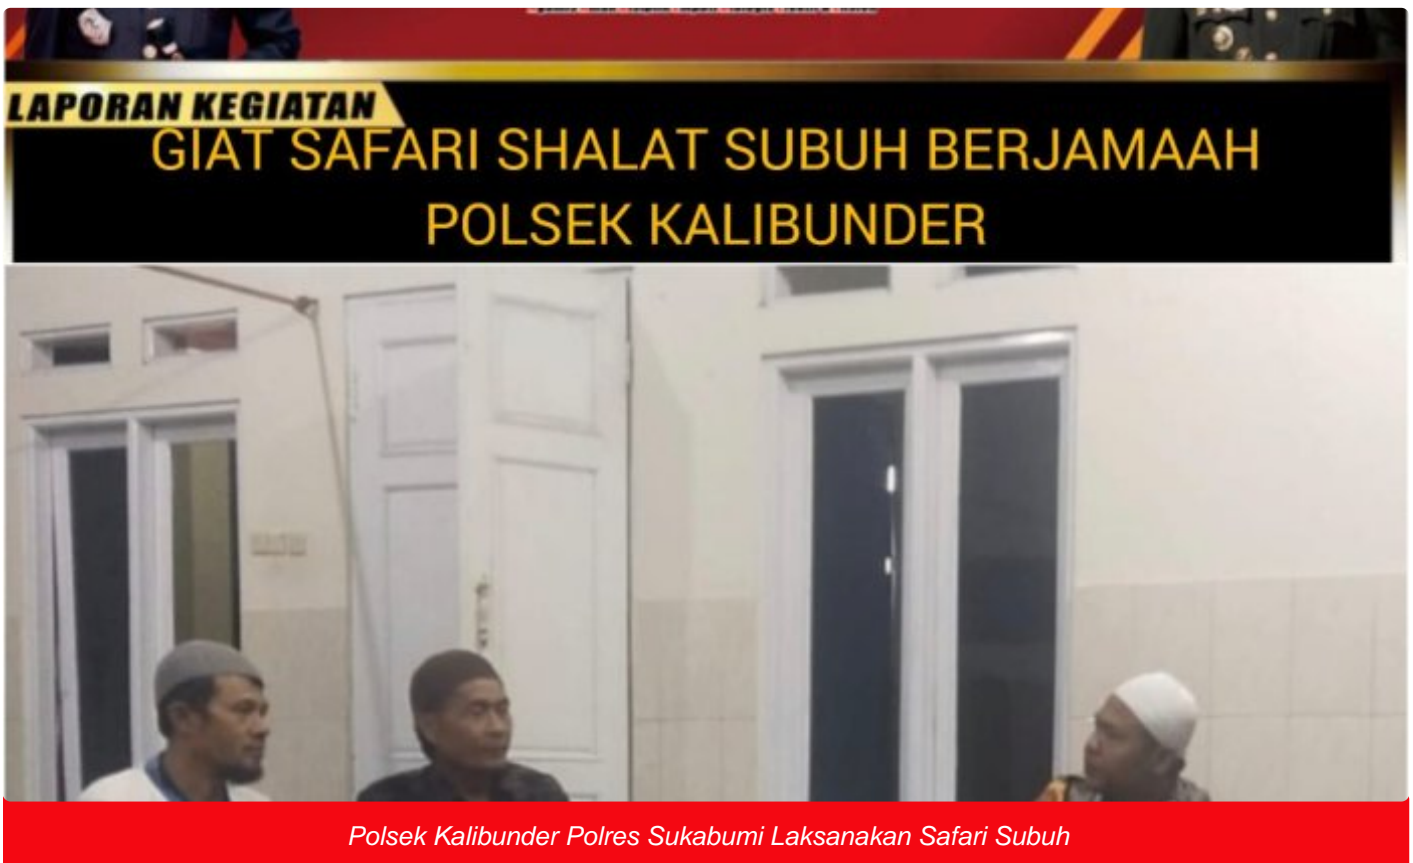 LAPORAN KEGIATAN
GIAT SAFARI SHALAT SUBUH BERJAMAAH
POLSEK KALIBUNDER
Polsek Kalibunder Polres Sukabumi Laksanakan Safari Subuh